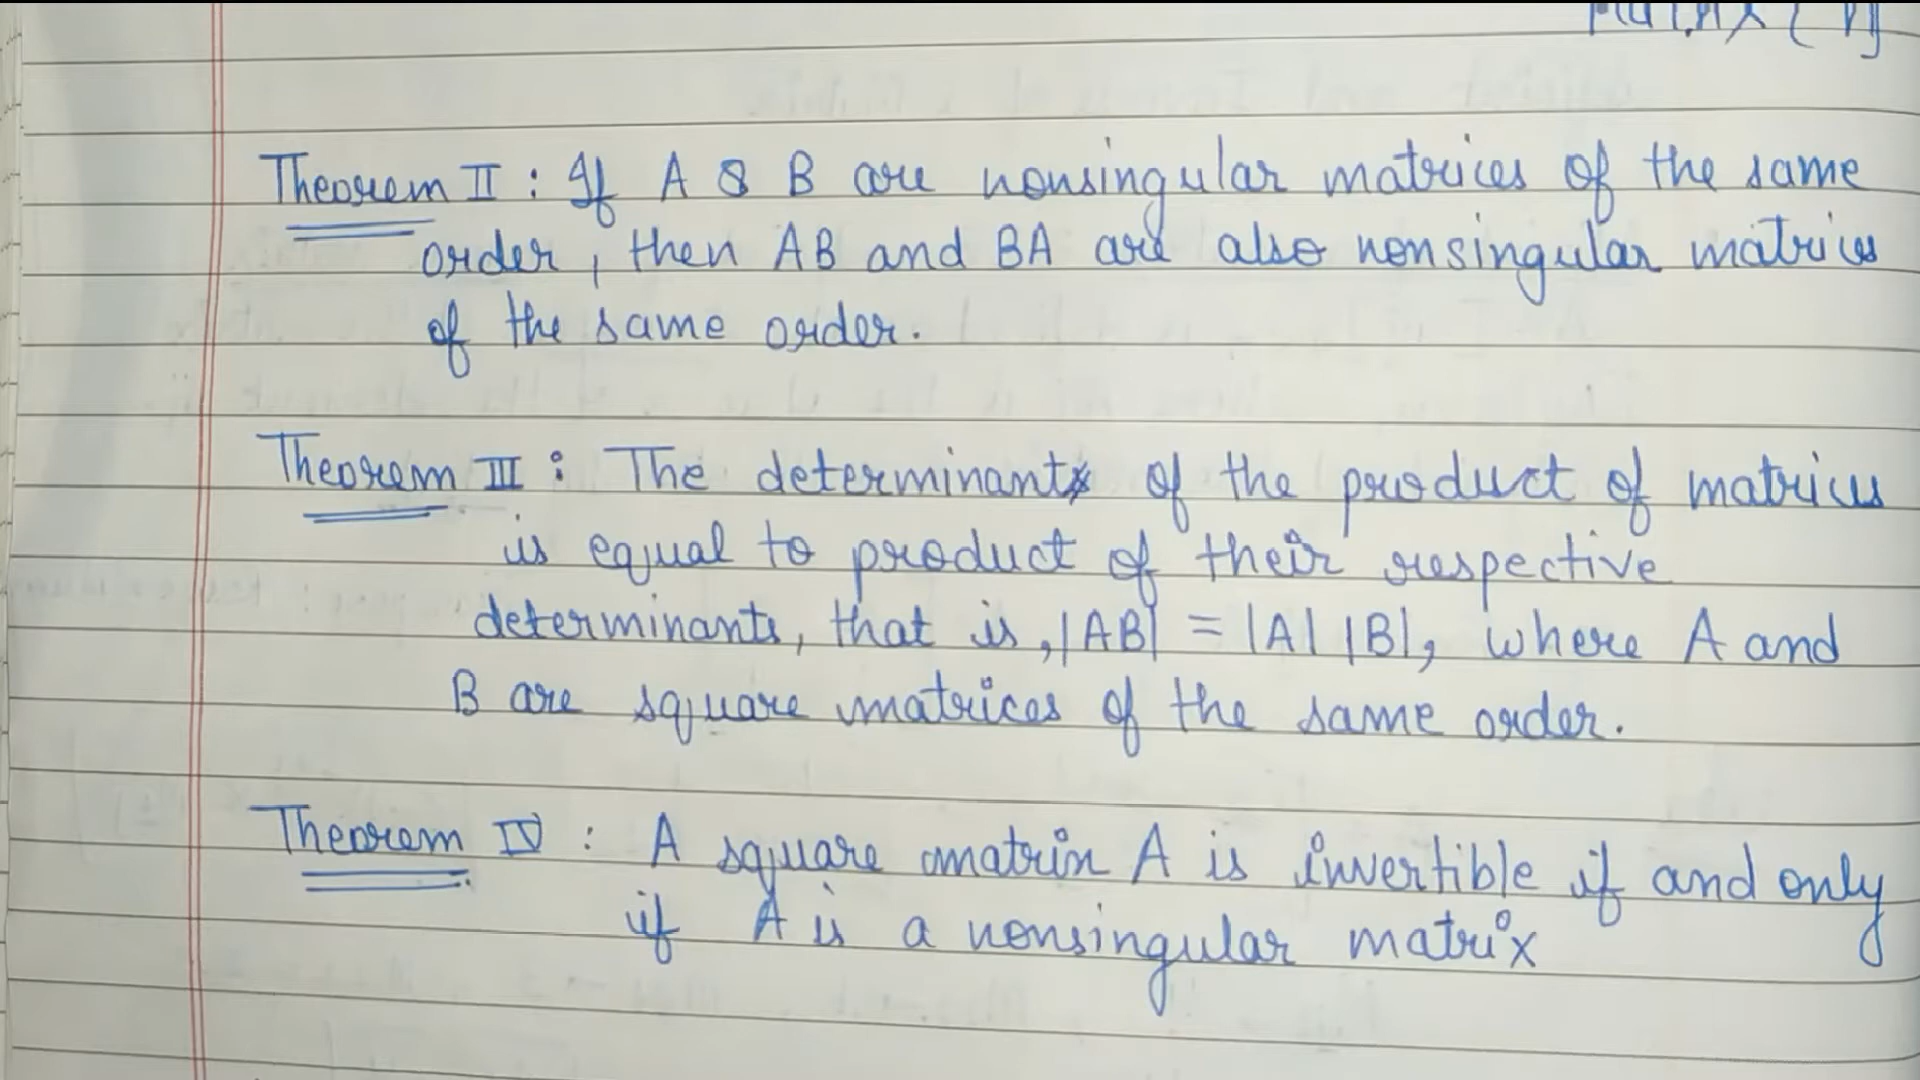 Theorem II : If A & B are nonsingular matrices of the same
order, then AB and BA are also nonsingular matrices
of the same order.
Theorem III : The determinant of the product of matrices
is equal to product of their respective
determinants, that is, |AB| = |A| |B|, where A and
B are square matrices of the same order.
Theorem IV : A square matrix A is invertible if and only
if A is a nonsingular matrix